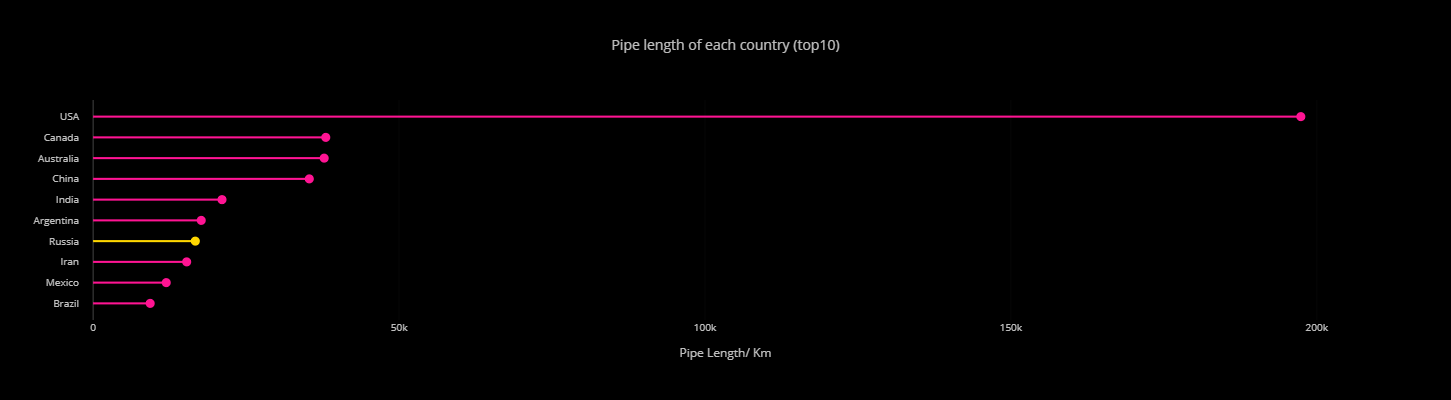 Pipe length of each country (top10)
USA
Canada
Australia
China
India
Argentina
Russia
Iran
Mexico
Brazil
0 50k 100k 150k 200k
Pipe Length/ Km